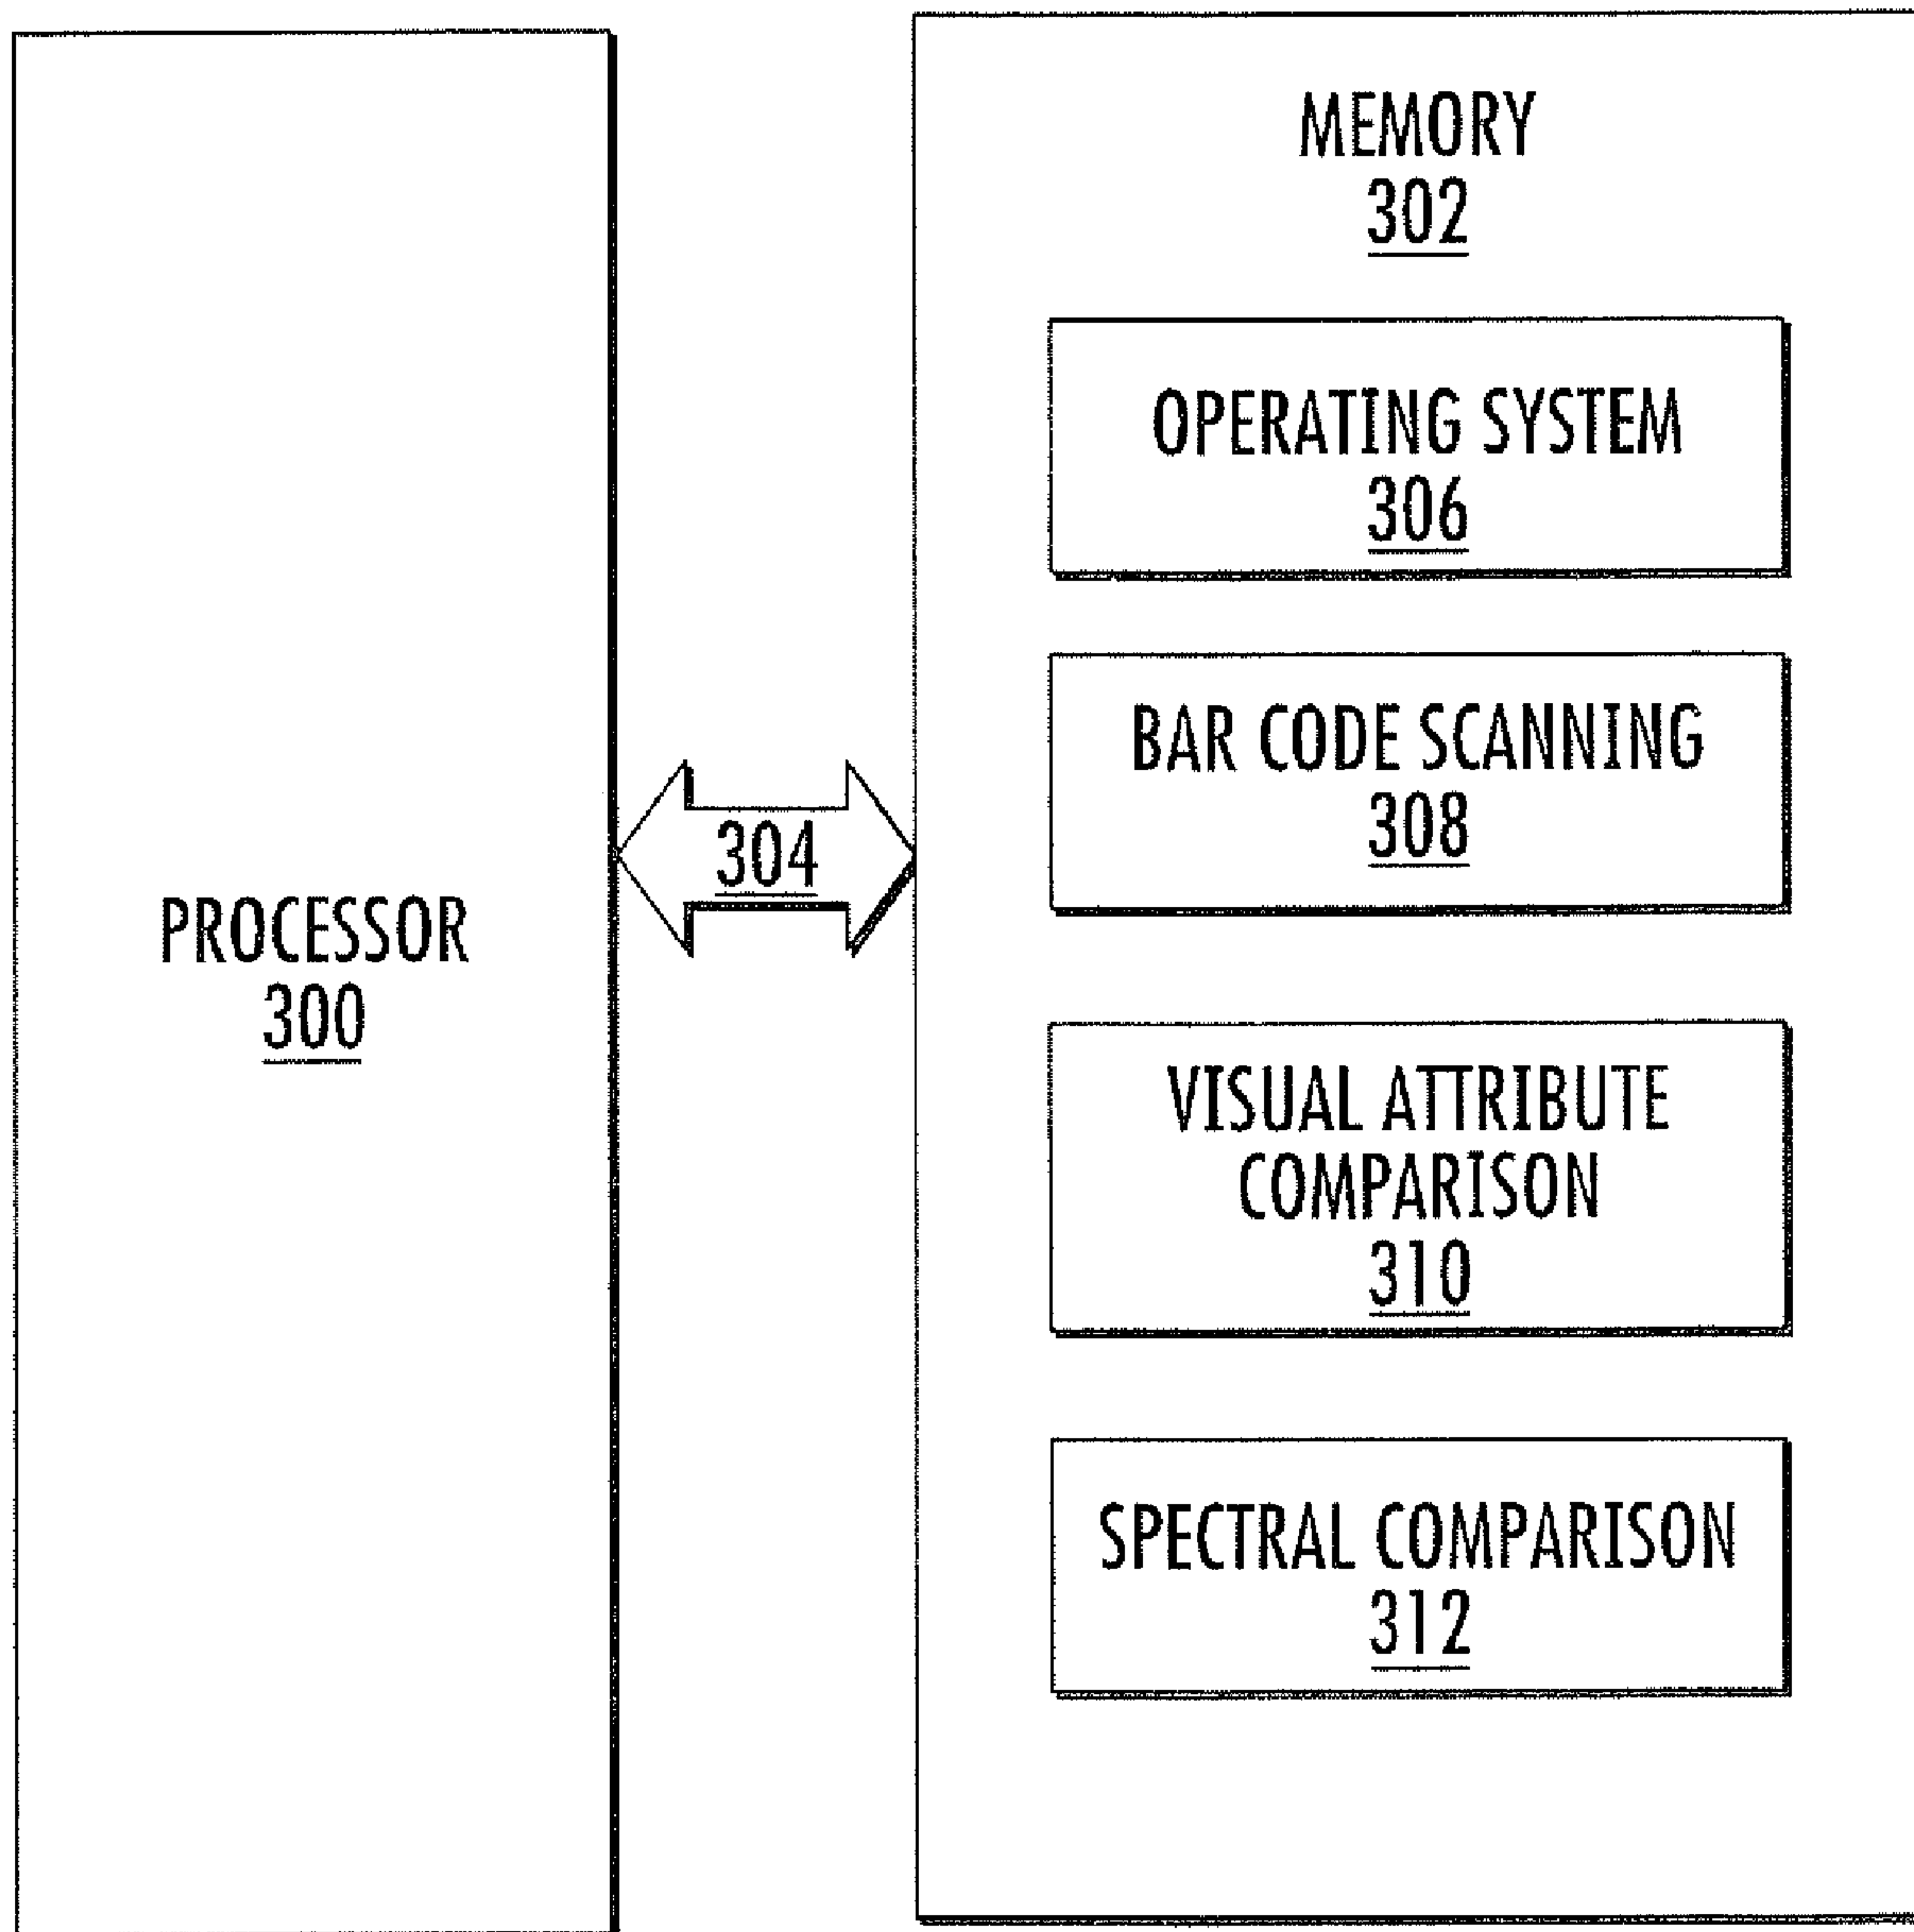 PROCESSOR
300
304
MEMORY
302
OPERATING SYSTEM
306
BAR CODE SCANNING
308
VISUAL ATTRIBUTE
COMPARISON
310
SPECTRAL COMPARISON
312